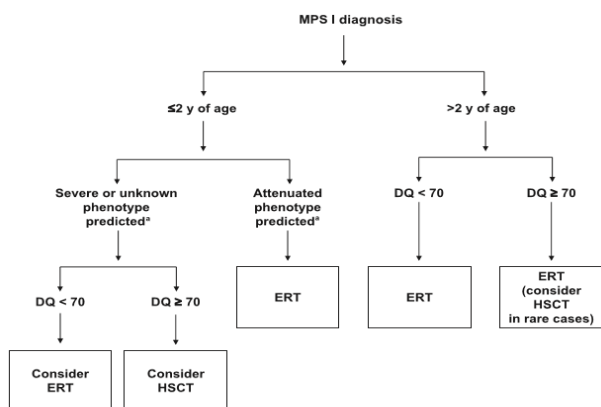 MPS I diagnosis
≤2 y of age
>2 y of age
Severe or unknown
phenotype
predictedᵃ
Attenuated
phenotype
predictedᵃ
DQ < 70
DQ ≥ 70
ERT
ERT
ERT
(consider
HSCT
in rare cases)
DQ < 70
DQ ≥ 70
Consider
ERT
Consider
HSCT